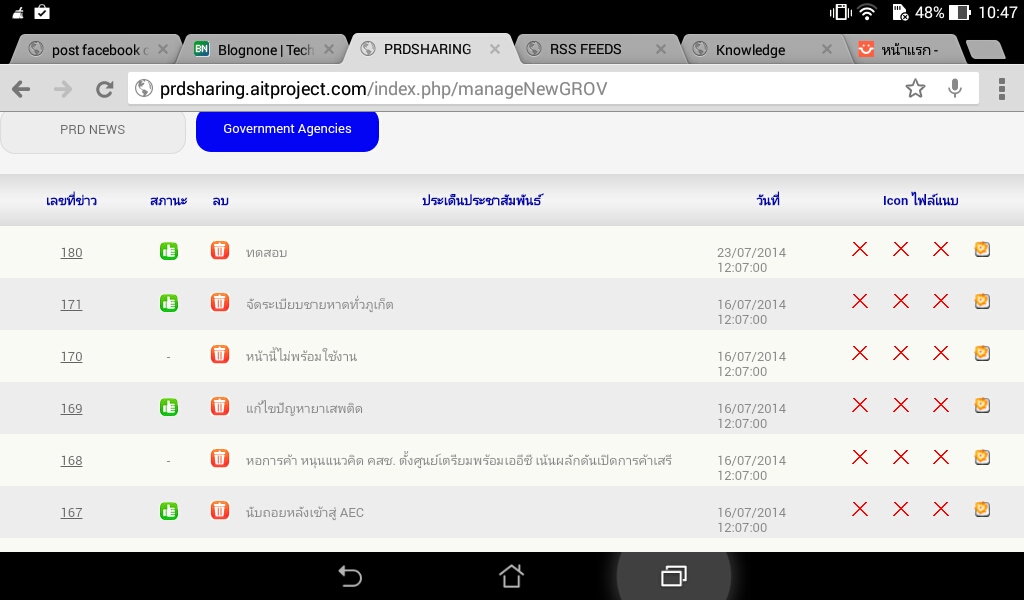 48% 10:47
post facebook
BN Blognone | Tech
PRDSHARING
RSS FEEDS
Knowledge
หน้าแรก -
prdsharing.aitproject.com/index.php/manageNewGROV
PRD NEWS
Government Agencies
เลขที่ข่าว สภานะ ลบ ประเด็นประชาสัมพันธ์ วันที่ Icon ไฟล์แนบ
180 ทดสอบ 23/07/2014
12:07:00
171 จัดระเบียบชายหาดทั่วภูเก็ต 16/07/2014
12:07:00
170 - หน้านี้ไม่พร้อมใช้งาน 16/07/2014
12:07:00
169 แก้ไขปัญหายาเสพติด 16/07/2014
12:07:00
168 - หอการค้า หนุนแนวคิด คสช. ตั้งศูนย์เตรียมพร้อมเออีซี เน้นผลักดันเปิดการค้าเสรี 16/07/2014
12:07:00
167 นับถอยหลังเข้าสู่ AEC 16/07/2014
12:07:00